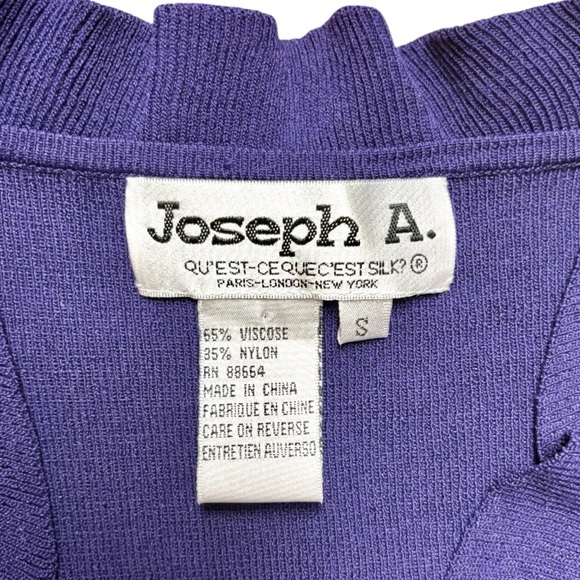 Joseph A.
QU'EST-CEQUEC'EST SILK?®
PARIS-LONDON-NEW YORK
S
65% VISCOSE
35% NYLON
RN 88664
MADE IN CHINA
FABRIQUE EN CHINE
CARE ON REVERSE
ENTRETIEN AUVERSO